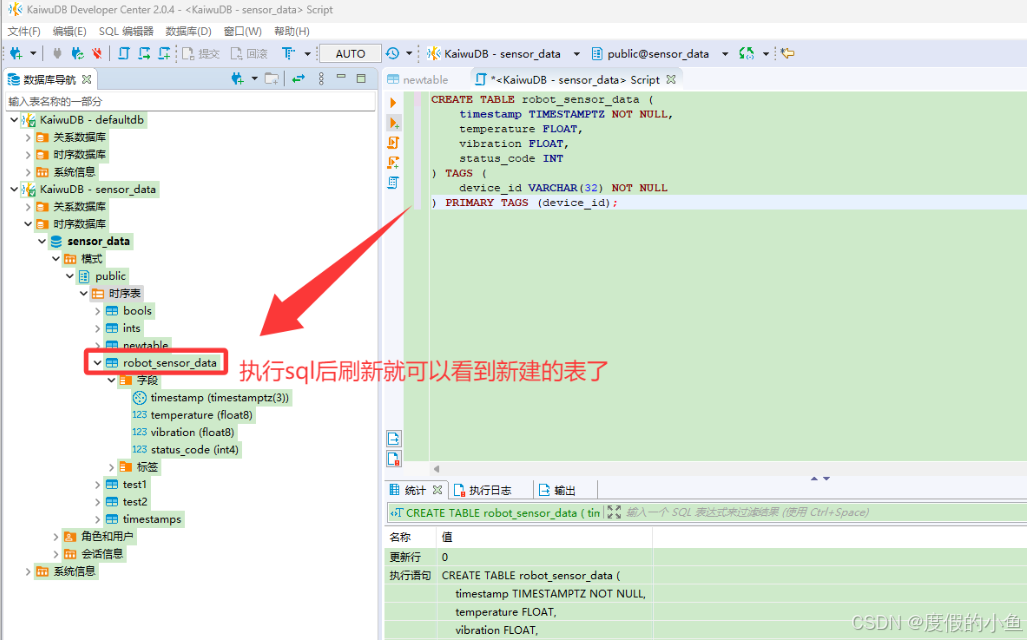 KaiwuDB Developer Center 2.0.4 - <KaiwuDB - sensor_data> Script
文件(F) 编辑(E) SQL 编辑器 数据库(D) 窗口(W) 帮助(H)
提交 回滚 AUTO KaiwuDB - sensor_data public@sensor_data
数据库导航 newtable *<KaiwuDB - sensor_data> Script
输入表名称的一部分
KaiwuDB - defaultdb
关系数据库
时序数据库
系统信息
KaiwuDB - sensor_data
关系数据库
时序数据库
sensor_data
模式
public
时序表
bools
ints
newtable
robot_sensor_data
字段
timestamp (timestamptz(3))
123 temperature (float8)
123 vibration (float8)
123 status_code (int4)
标签
test1
test2
timestamps
角色和用户
会话信息
系统信息
CREATE TABLE robot_sensor_data (
timestamp TIMESTAMPTZ NOT NULL,
temperature FLOAT,
vibration FLOAT,
status_code INT
) TAGS (
device_id VARCHAR(32) NOT NULL
) PRIMARY TAGS (device_id);
执行sql后刷新就可以看到新建的表了
统计 执行日志 输出
CREATE TABLE robot_sensor_data ( tin 输入一个 SQL 表达式来过滤结果 (使用 Ctrl+Space)
名称 值
更新行 0
执行语句 CREATE TABLE robot_sensor_data (
timestamp TIMESTAMPTZ NOT NULL,
temperature FLOAT,
vibration FLOAT,
CSDN @度假的小鱼